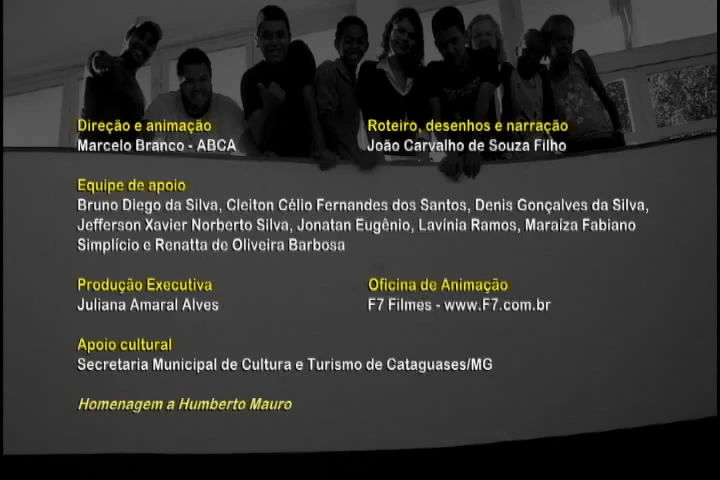 Direção e animação
Marcelo Branco - ABCA
Roteiro, desenhos e narração
João Carvalho de Souza Filho
Equipe de apoio
Bruno Diego da Silva, Cleiton Célio Fernandes dos Santos, Denis Gonçalves da Silva,
Jefferson Xavier Norberto Silva, Jonatan Eugênio, Lavínia Ramos, Maraiza Fabiano
Simplício e Renatta de Oliveira Barbosa
Produção Executiva
Juliana Amaral Alves
Oficina de Animação
F7 Filmes - www.F7.com.br
Apoio cultural
Secretaria Municipal de Cultura e Turismo de Cataguases/MG
Homenagem a Humberto Mauro